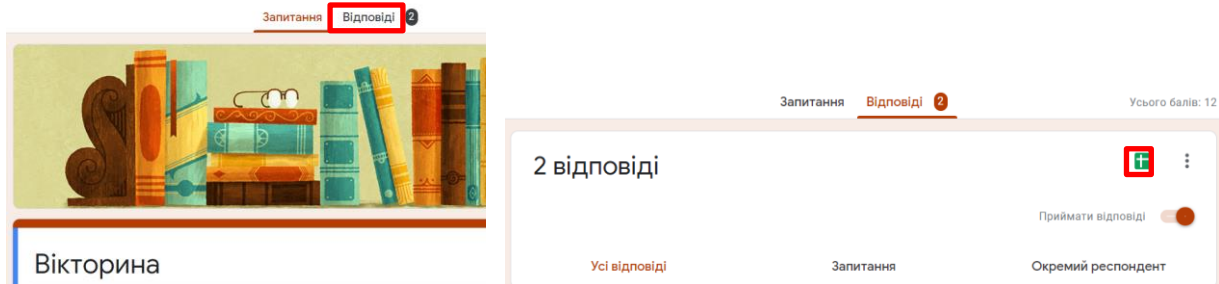 Запитання Відповіді 2
Вікторина
Запитання Відповіді 2 Усього балів: 12
2 відповіді
Приймати відповіді
Усі відповіді Запитання Окремий респондент